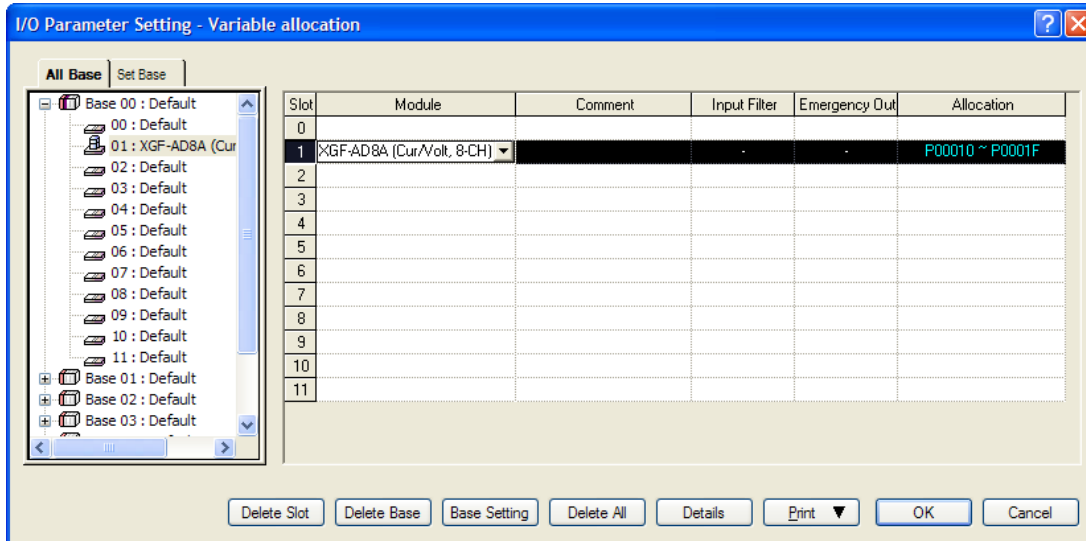 I/O Parameter Setting - Variable allocation
All Base Set Base
Base 00 : Default
00 : Default
01 : XGF-AD8A (Cur
02 : Default
03 : Default
04 : Default
05 : Default
06 : Default
07 : Default
08 : Default
09 : Default
10 : Default
11 : Default
Base 01 : Default
Base 02 : Default
Base 03 : Default
Slot Module Comment Input Filter Emergency Out Allocation
0
1 XGF-AD8A (Cur/Volt, 8-CH) - - P00010 ~ P0001F
2
3
4
5
6
7
8
9
10
11
Delete Slot Delete Base Base Setting Delete All Details Print ▼ OK Cancel